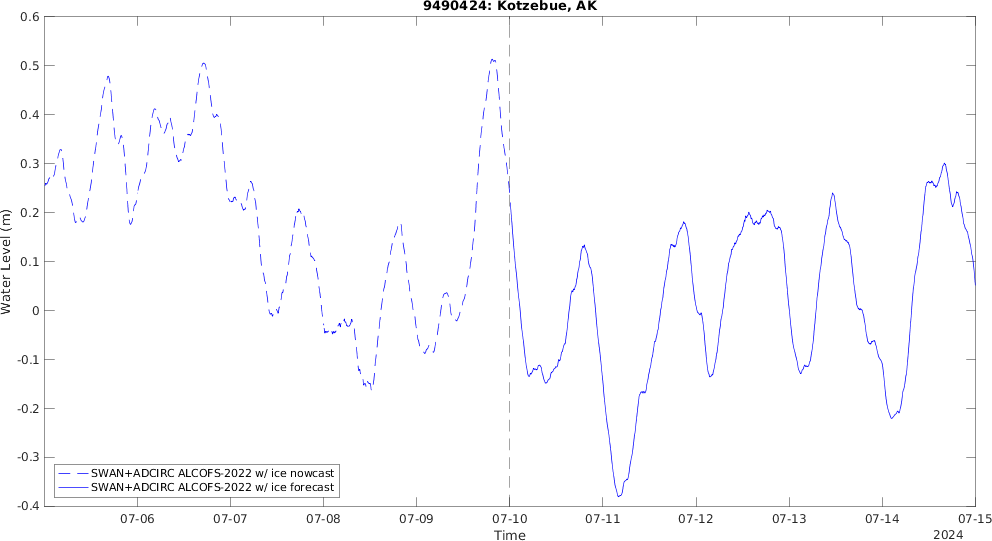 9490424: Kotzebue, AK
0.6
0.5
0.4
0.3
0.2
0.1
0
-0.1
-0.2
-0.3
-0.4
Water Level (m)
SWAN+ADCIRC ALCOFS-2022 w/ ice nowcast
SWAN+ADCIRC ALCOFS-2022 w/ ice forecast
07-06 07-07 07-08 07-09 07-10 07-11 07-12 07-13 07-14 07-15
Time
2024